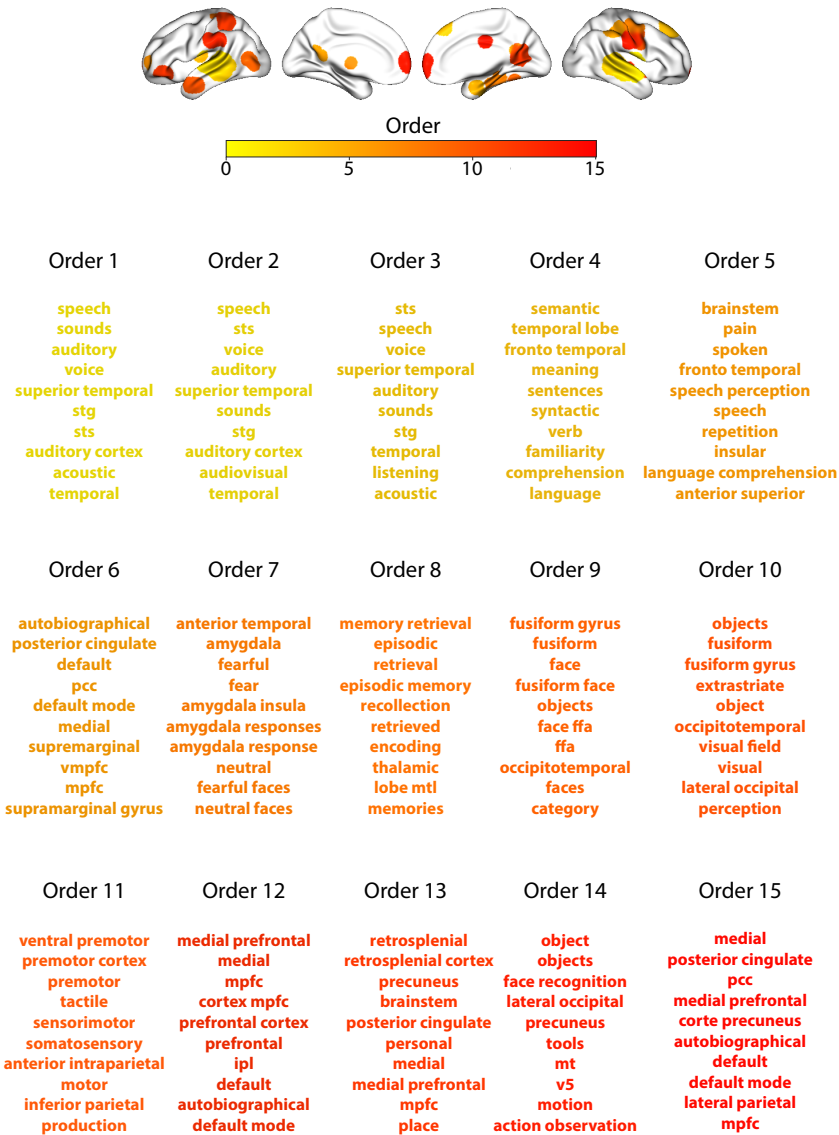 Order
0 5 10 15
Order 1 Order 2 Order 3 Order 4 Order 5
speech speech sts semantic brainstem
sounds sts speech temporal lobe pain
auditory voice voice fronto temporal spoken
voice auditory superior temporal meaning fronto temporal
superior temporal superior temporal auditory sentences speech perception
stg sounds sounds syntactic speech
sts stg stg verb repetition
auditory cortex auditory cortex temporal familiarity insular
acoustic audiovisual listening comprehension language comprehension
temporal temporal acoustic language anterior superior
Order 6 Order 7 Order 8 Order 9 Order 10
autobiographical anterior temporal memory retrieval fusiform gyrus objects
posterior cingulate amygdala episodic fusiform fusiform
default fearful retrieval face fusiform gyrus
pcc fear episodic memory fusiform face extrastriate
default mode amygdala insula recollection objects object
medial amygdala responses retrieved face ffa occipitotemporal
supremarginal amygdala response encoding ffa visual field
vmpfc neutral thalamic occipitotemporal visual
mpfc fearful faces lobe mtl faces lateral occipital
supramarginal gyrus neutral faces memories category perception
Order 11 Order 12 Order 13 Order 14 Order 15
ventral premotor medial prefrontal retrosplenial object medial
premotor cortex medial retrosplenial cortex objects posterior cingulate
premotor mpfc precuneus face recognition pcc
tactile cortex mpfc brainstem lateral occipital medial prefrontal
sensorimotor prefrontal cortex posterior cingulate precuneus corte precuneus
somatosensory prefrontal personal tools autobiographical
anterior intraparietal ipl medial mt default
motor default medial prefrontal v5 default mode
inferior parietal autobiographical mpfc motion lateral parietal
production default mode place action observation mpfc